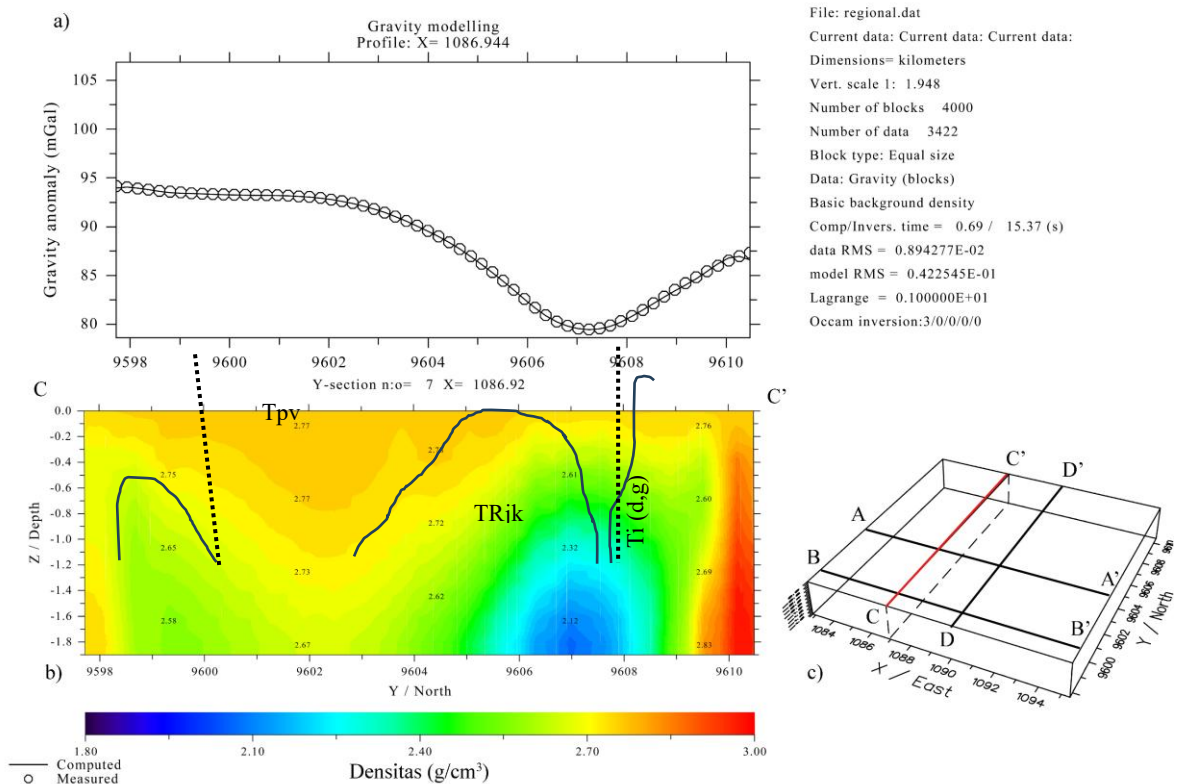 a)
Gravity modelling
Profile: X= 1086.944
Gravity anomaly (mGal)
105
100
95
90
85
80
9598 9600 9602 9604 9606 9608 9610
File: regional.dat
Current data: Current data: Current data:
Dimensions= kilometers
Vert. scale 1: 1.948
Number of blocks 4000
Number of data 3422
Block type: Equal size
Data: Gravity (blocks)
Basic background density
Comp/Invers. time = 0.69 / 15.37 (s)
data RMS = 0.894277E-02
model RMS = 0.422545E-01
Lagrange = 0.100000E+01
Occam inversion:3/0/0/0/0
Y-section n:o= 7 X= 1086.92
C
C'
Z / Depth
0.0
-0.2
-0.4
-0.6
-0.8
-1.0
-1.2
-1.4
-1.6
-1.8
Tpv
TRjk
Ti (d,g)
2.75
2.65
2.58
2.77
2.77
2.73
2.67
2.72
2.62
2.61
2.32
2.12
2.76
2.60
2.69
2.83
9598 9600 9602 9604 9606 9608 9610
b)
Y / North
1.80 2.10 2.40 2.70 3.00
Densitas (g/cm³)
Computed
Measured
C'
D'
A
B
C
D
A'
B'
c)
1084 1086 1088 1090 1092 1094
X / East
9600 9602 9604 9606 9608
Y / North